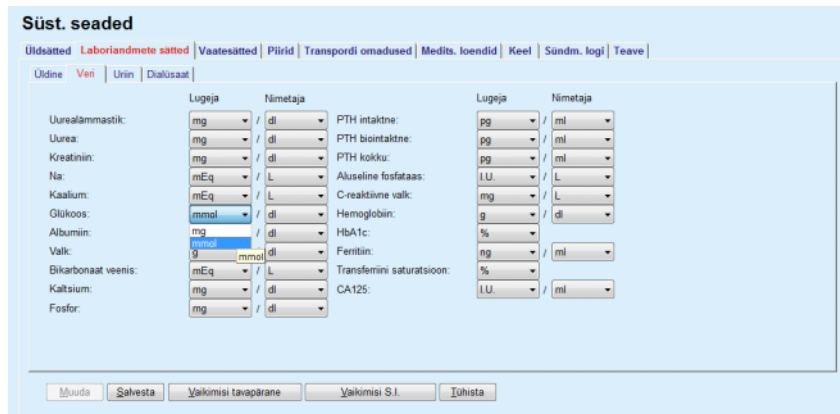 Süst. seaded
Üldsätted Laboriandmete sätted Vaatesätted Piirid Transpordi omadused Medits. loendid Keel Sündm. logi Teave
Üldine Veri Uriin Dialüsaat
Lugeja Nimetaja Lugeja Nimetaja
Uurealämmastik: mg / dl PTH intaktne: pg / ml
Uurea: mg / dl PTH biointaktne: pg / ml
Kreatiniin: mg / dl PTH kokku: pg / ml
Na: mEq / L Aluseline fosfataas: I.U. / L
Kaalium: mEq / L C-reaktiivne valk: mg / L
Glükoos: mmol / dl Hemoglobiin: g / dl
Albumiin: mg / dl HbA1c: %
mmol
Valk: g / dl Ferritiin: ng / ml
mmol
Bikarbonaat veenis: mEq / L Transferriini saturatsioon: %
Kaltsium: mg / dl CA125: I.U. / ml
Fosfor: mg / dl
Muuda Salvesta Vaikimisi tavapärane Vaikimisi S.I. Tühista